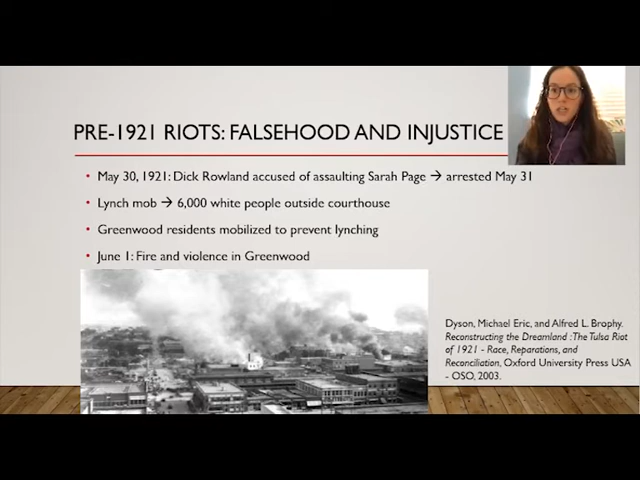 PRE-1921 RIOTS: FALSEHOOD AND INJUSTICE
• May 30, 1921: Dick Rowland accused of assaulting Sarah Page → arrested May 31
• Lynch mob → 6,000 white people outside courthouse
• Greenwood residents mobilized to prevent lynching
• June 1: Fire and violence in Greenwood
Dyson, Michael Eric, and Alfred L. Brophy.
Reconstructing the Dreamland : The Tulsa Riot
of 1921 - Race, Reparations, and
Reconciliation, Oxford University Press USA
- OSO, 2003.